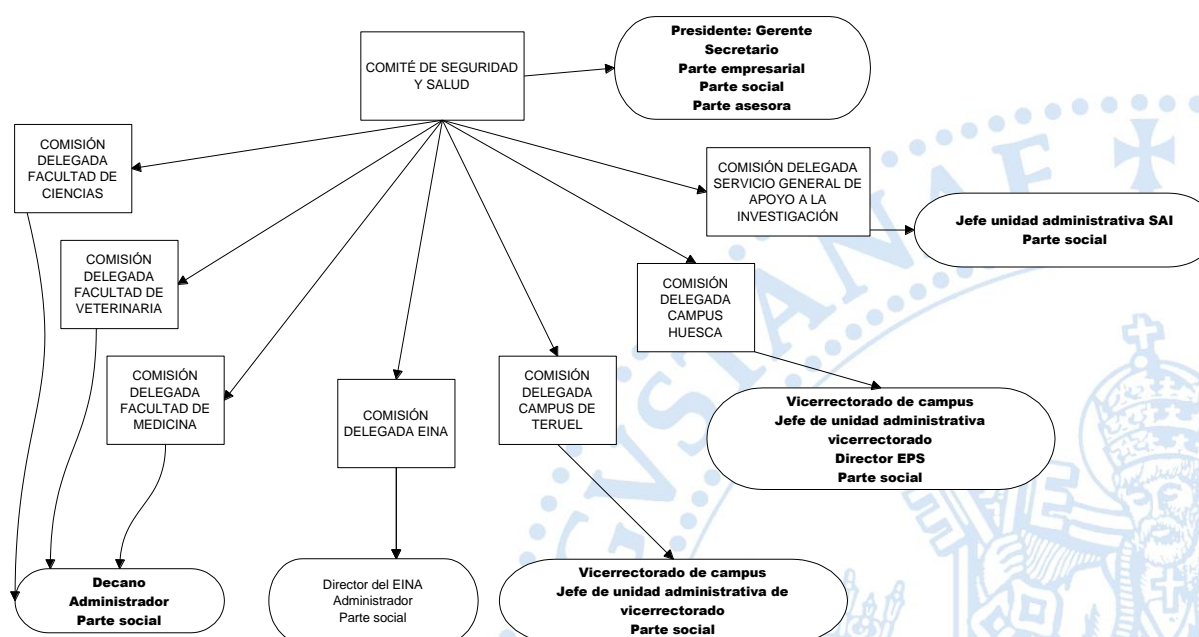 Presidente: Gerente
Secretario
Parte empresarial
Parte social
Parte asesora
COMITÉ DE SEGURIDAD
Y SALUD
COMISIÓN
DELEGADA
FACULTAD DE
CIENCIAS
COMISIÓN DELEGADA
SERVICIO GENERAL DE
APOYO A LA
INVESTIGACIÓN
Jefe unidad administrativa SAI
Parte social
COMISIÓN
DELEGADA
FACULTAD DE
VETERINARIA
COMISIÓN
DELEGADA
CAMPUS
HUESCA
COMISIÓN
DELEGADA
FACULTAD DE
MEDICINA
COMISIÓN
DELEGADA EINA
COMISIÓN
DELEGADA
CAMPUS DE
TERUEL
Vicerrectorado de campus
Jefe de unidad administrativa
vicerrectorado
Director EPS
Parte social
Decano
Administrador
Parte social
Director del EINA
Administrador
Parte social
Vicerrectorado de campus
Jefe de unidad administrativa de
vicerrectorado
Parte social
GVSTANAE